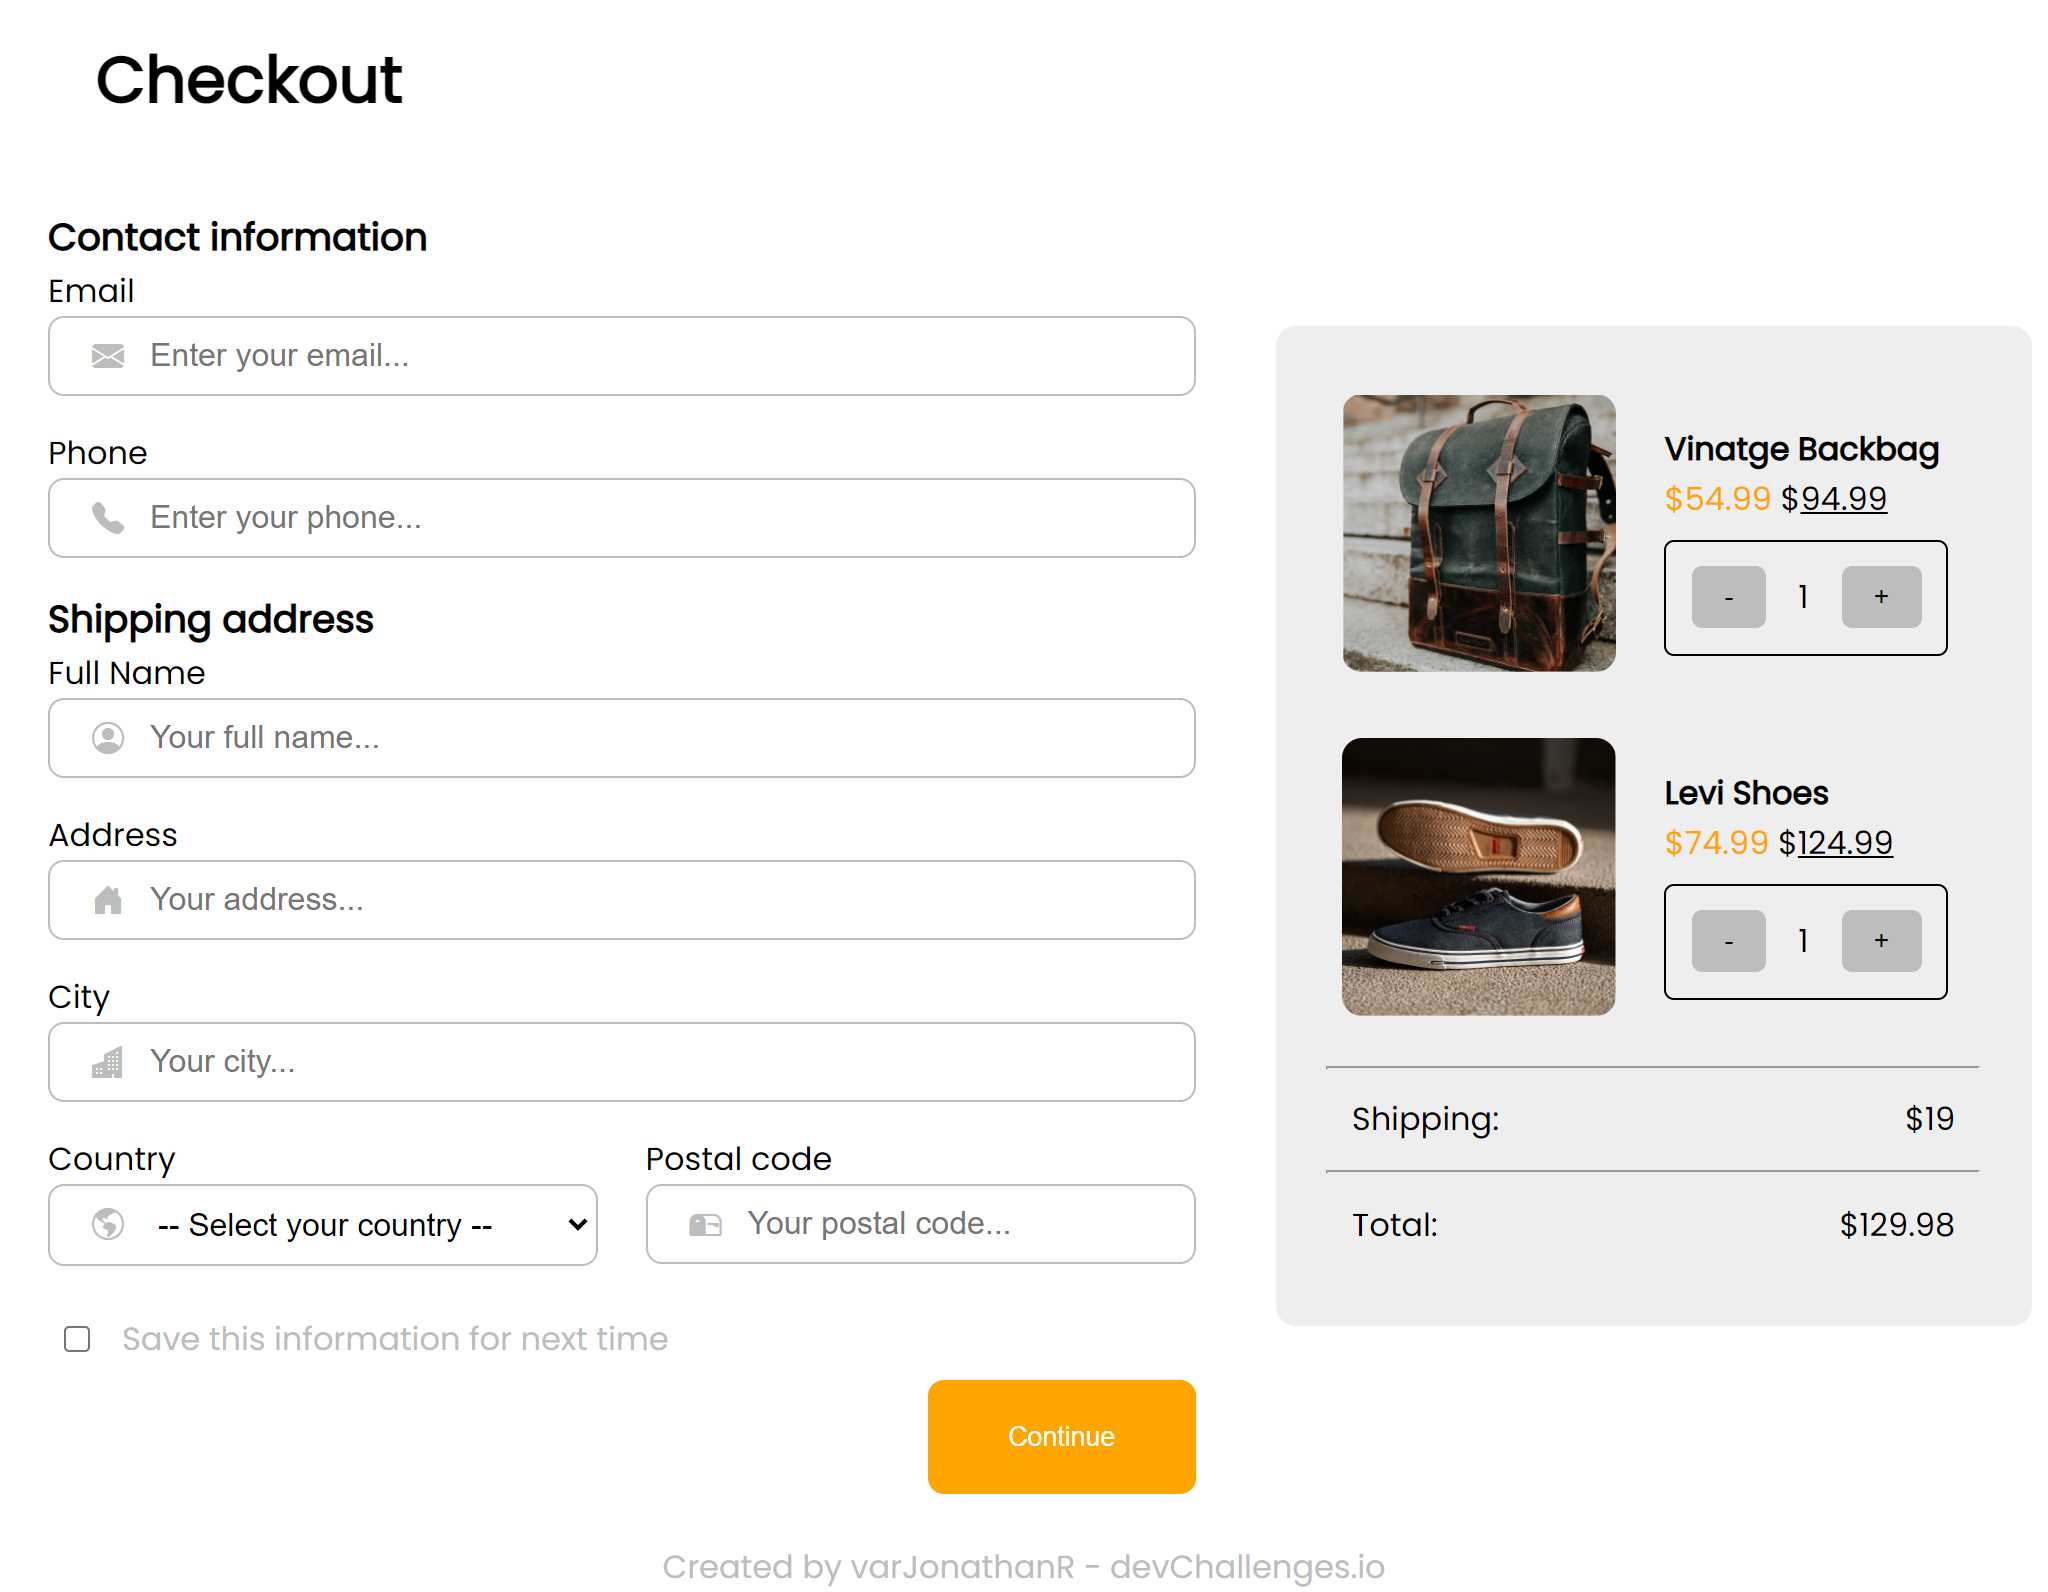 Checkout
Contact information
Email
Enter your email...
Phone
Enter your phone...
Shipping address
Full Name
Your full name...
Address
Your address...
City
Your city...
Country
-- Select your country --
Postal code
Your postal code...
Save this information for next time
Continue
Vinatge Backbag
$54.99 $94.99
- 1 +
Levi Shoes
$74.99 $124.99
- 1 +
Shipping: $19
Total: $129.98
Created by varJonathanR - devChallenges.io